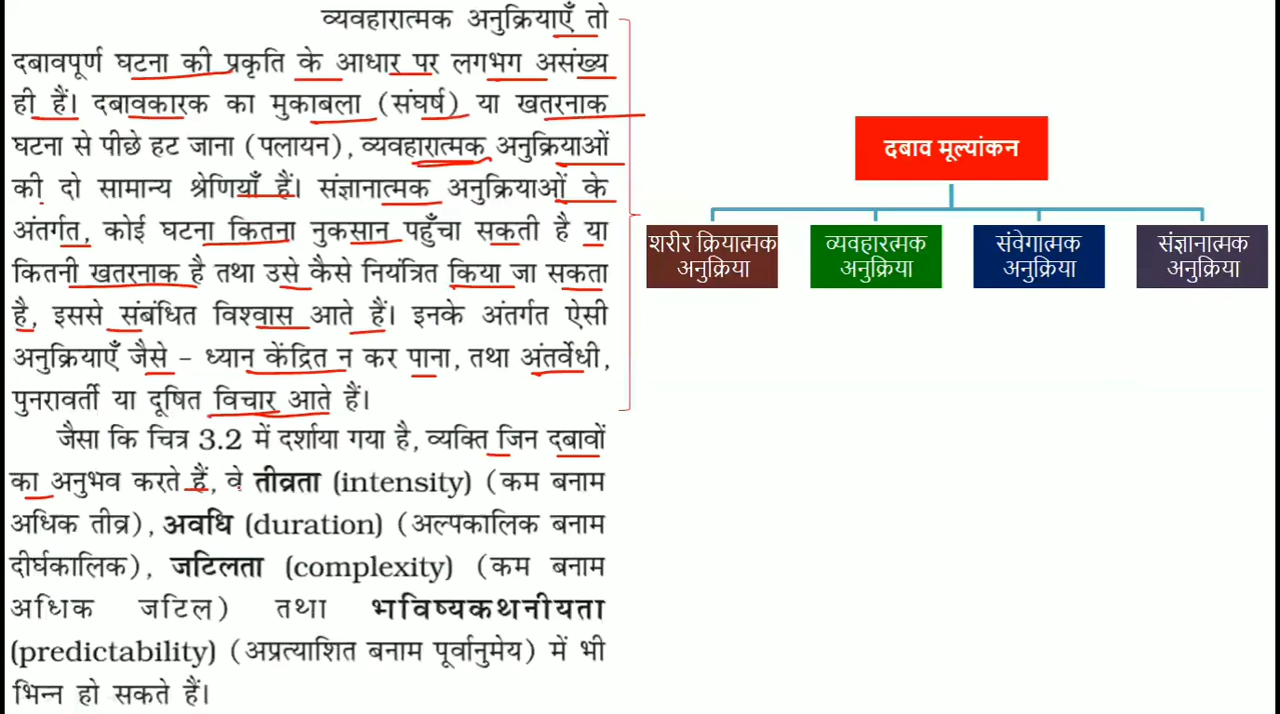 व्यवहारात्मक अनुक्रियाएँ तो
दबावपूर्ण घटना की प्रकृति के आधार पर लगभग असंख्य
ही हैं। दबावकारक का मुकाबला (संघर्ष) या खतरनाक
घटना से पीछे हट जाना (पलायन), व्यवहारात्मक अनुक्रियाओं
की दो सामान्य श्रेणियाँ हैं। संज्ञानात्मक अनुक्रियाओं के
अंतर्गत, कोई घटना कितना नुकसान पहुँचा सकती है या
कितनी खतरनाक है तथा उसे कैसे नियंत्रित किया जा सकता
है, इससे संबंधित विश्वास आते हैं। इनके अंतर्गत ऐसी
अनुक्रियाएँ जैसे – ध्यान केंद्रित न कर पाना, तथा अंतर्वेधी,
पुनरावर्ती या दूषित विचार आते हैं।
जैसा कि चित्र 3.2 में दर्शाया गया है, व्यक्ति जिन दबावों
का अनुभव करते हैं, वे तीव्रता (intensity) (कम बनाम
अधिक तीव्र), अवधि (duration) (अल्पकालिक बनाम
दीर्घकालिक), जटिलता (complexity) (कम बनाम
अधिक जटिल) तथा भविष्यकथनीयता
(predictability) (अप्रत्याशित बनाम पूर्वानुमेय) में भी
भिन्न हो सकते हैं।
दबाव मूल्यांकन
शरीर क्रियात्मक
अनुक्रिया
व्यवहारत्मक
अनुक्रिया
संवेगात्मक
अनुक्रिया
संज्ञानात्मक
अनुक्रिया